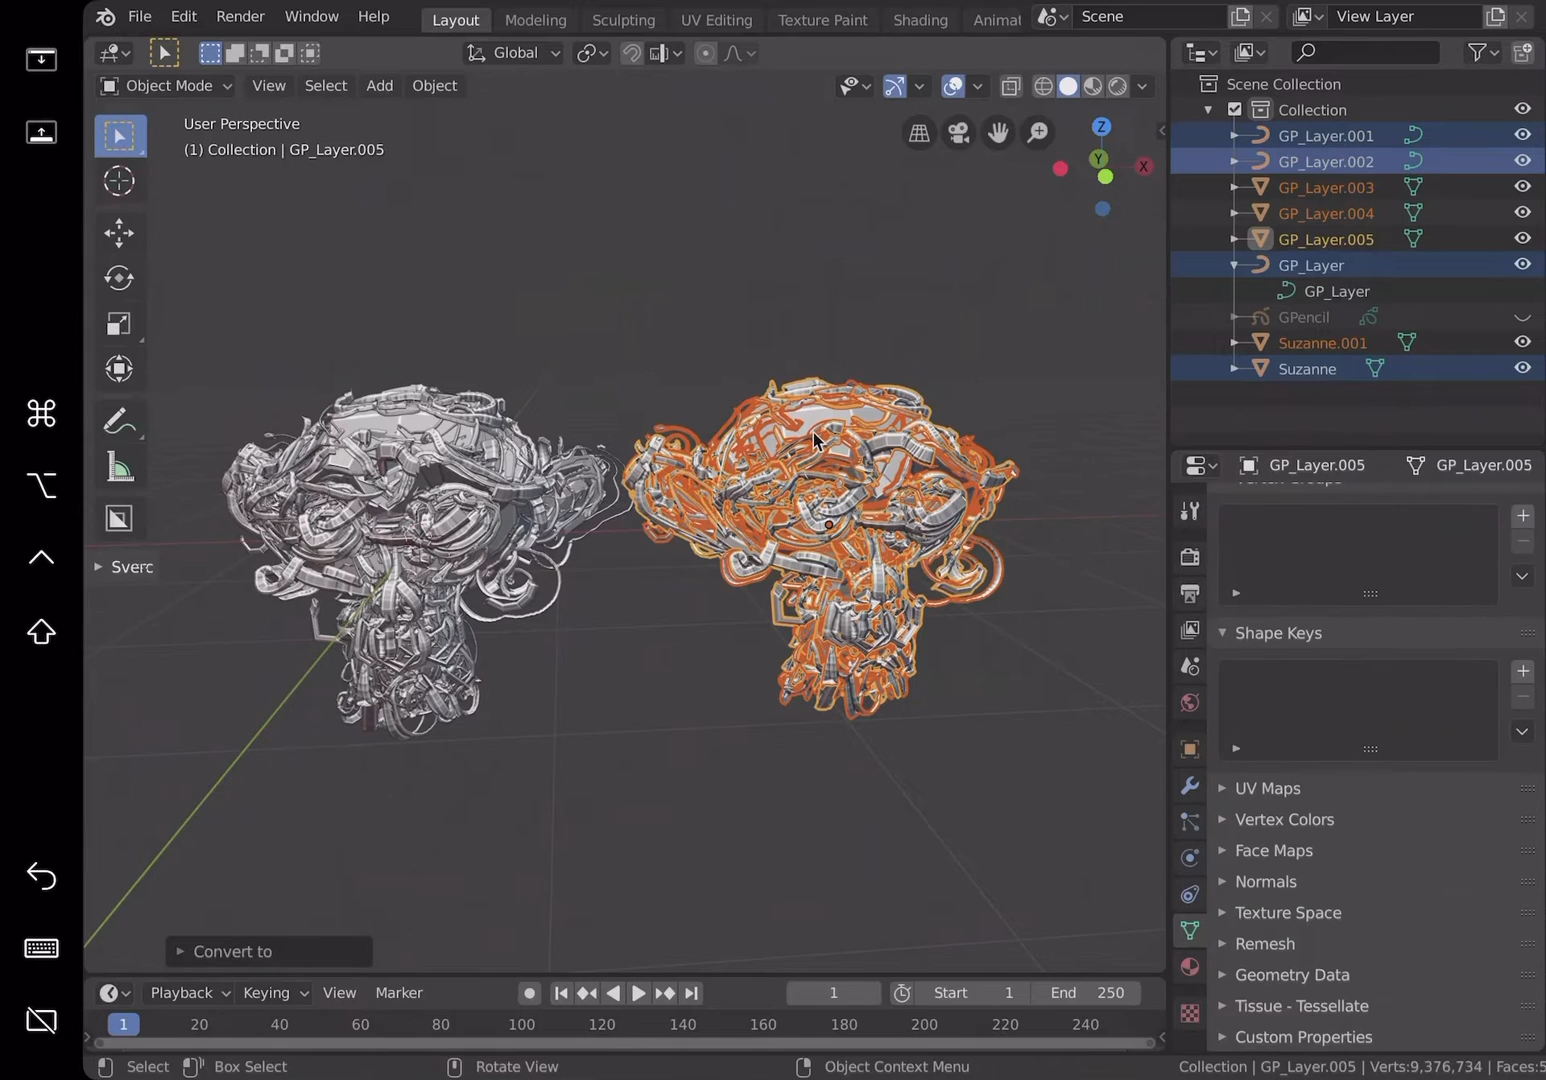 File Edit Render Window Help Layout Modeling Sculpting UV Editing Texture Paint Shading Animat Scene View Layer
Global
Object Mode View Select Add Object
User Perspective
(1) Collection | GP_Layer.005
Z
Y
X
Sverc
Convert to
Scene Collection
Collection
GP_Layer.001
GP_Layer.002
GP_Layer.003
GP_Layer.004
GP_Layer.005
GP_Layer
GP_Layer
GPencil
Suzanne.001
Suzanne
GP_Layer.005 GP_Layer.005
Shape Keys
UV Maps
Vertex Colors
Face Maps
Normals
Texture Space
Remesh
Geometry Data
Tissue - Tessellate
Custom Properties
Playback Keying View Marker 1 Start 1 End 250
1 20 40 60 80 100 120 140 160 180 200 220 240
Select Box Select Rotate View Object Context Menu Collection | GP_Layer.005 | Verts:9,376,734 | Faces:5